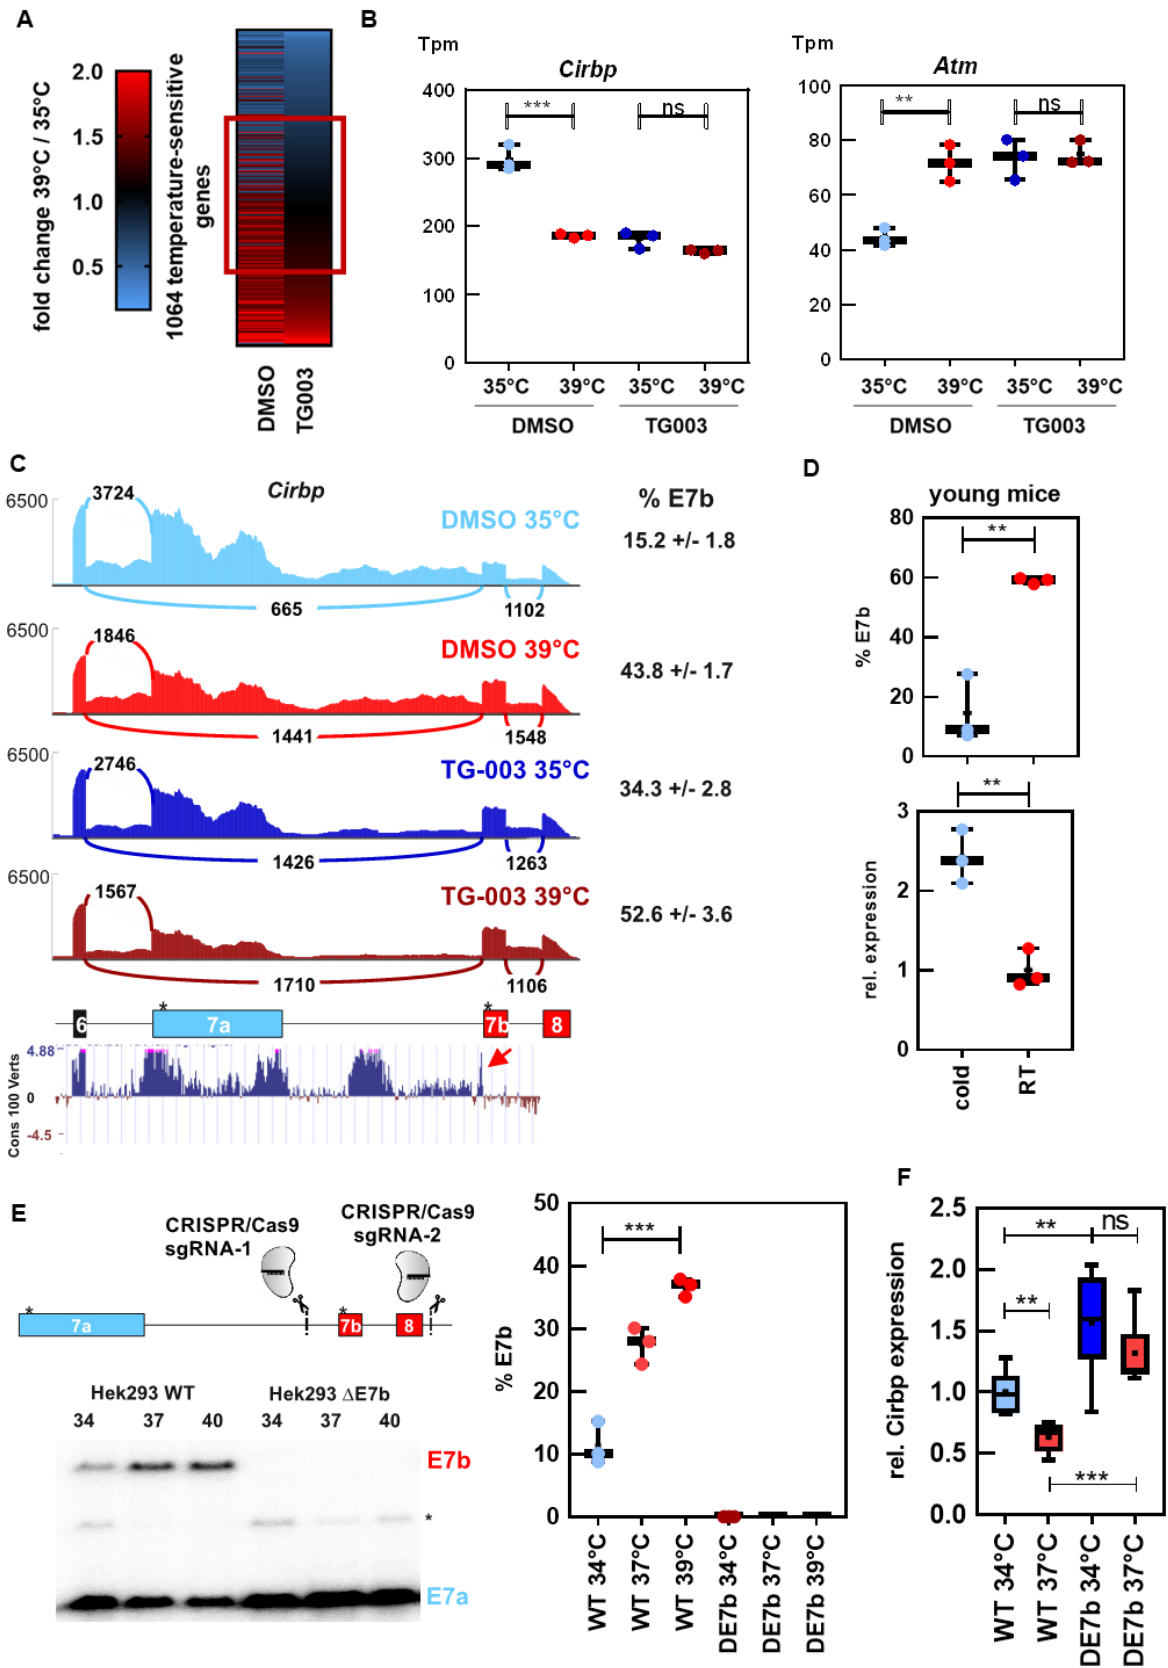 A
fold change 39°C / 35°C
2.0
1.5
1.0
0.5
1064 temperature-sensitive
genes
DMSO
TG003
B
Tpm
Cirbp
400
300
200
100
0
***
ns
35°C
39°C
35°C
39°C
DMSO
TG003
Tpm
Atm
100
80
60
40
20
0
**
ns
35°C
39°C
35°C
39°C
DMSO
TG003
C
Cirbp
% E7b
6500
3724
DMSO 35°C
15.2 +/- 1.8
665
1102
6500
1846
DMSO 39°C
43.8 +/- 1.7
1441
1548
6500
2746
TG-003 35°C
34.3 +/- 2.8
1426
1263
6500
1567
TG-003 39°C
52.6 +/- 3.6
1710
1106
*
*
6
7a
7b
8
Cons 100 Verts
4.88
0
-4.5
D
young mice
% E7b
80
60
40
20
0
**
rel. expression
3
2
1
0
**
cold
RT
E
CRISPR/Cas9
sgRNA-1
CRISPR/Cas9
sgRNA-2
*
*
7a
7b
8
Hek293 WT
Hek293 ΔE7b
34
37
40
34
37
40
E7b
*
E7a
% E7b
50
40
30
20
10
0
***
WT 34°C
WT 37°C
WT 39°C
DE7b 34°C
DE7b 37°C
DE7b 39°C
F
rel. Cirbp expression
2.5
2.0
1.5
1.0
0.5
0.0
**
ns
**
***
WT 34°C
WT 37°C
DE7b 34°C
DE7b 37°C